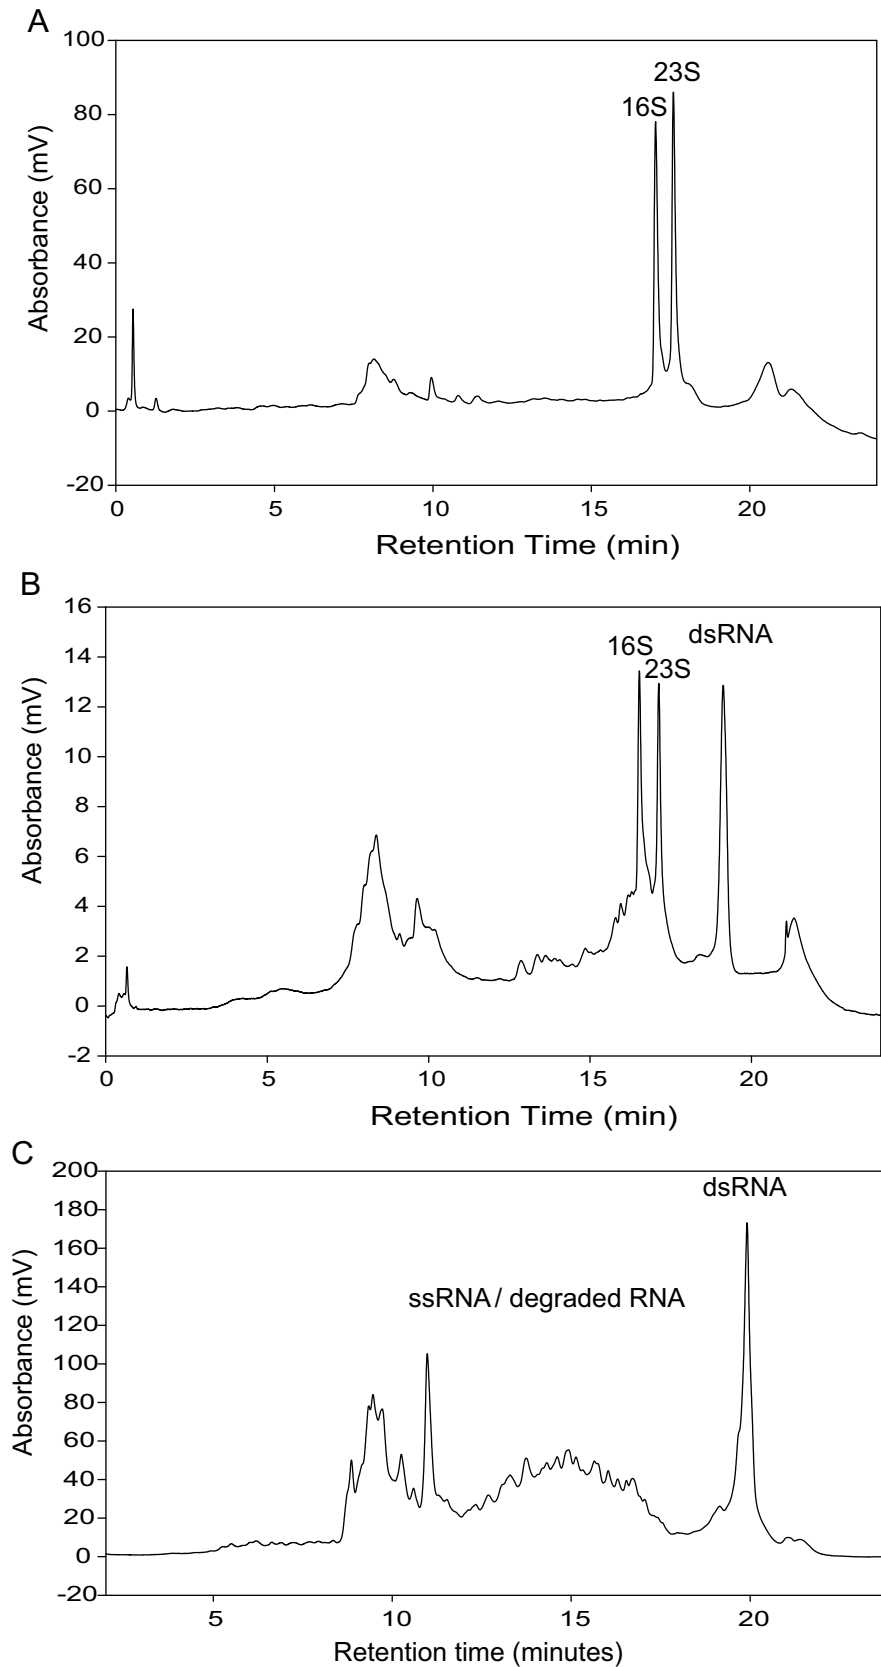 A
100
80
60
40
20
0
-20
Absorbance (mV)
23S
16S
0 5 10 15 20
Retention Time (min)
B
16
14
12
10
8
6
4
2
0
-2
Absorbance (mV)
dsRNA
16S
23S
0 5 10 15 20
Retention Time (min)
C
200
180
160
140
120
100
80
60
40
20
0
-20
Absorbance (mV)
dsRNA
ssRNA / degraded RNA
5 10 15 20
Retention time (minutes)